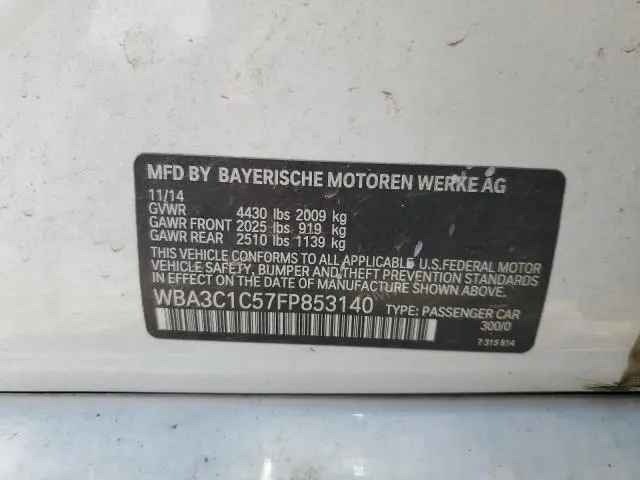 MFD BY BAYERISCHE MOTOREN WERKE AG
11/14
GVWR 4430 lbs 2009 kg
GAWR FRONT 2025 lbs 919 kg
GAWR REAR 2510 lbs 1139 kg
THIS VEHICLE CONFORMS TO ALL APPLICABLE U.S.FEDERAL MOTOR
VEHICLE SAFETY, BUMPER AND THEFT PREVENTION STANDARDS
IN EFFECT ON THE DATE OF MANUFACTURE SHOWN ABOVE.
WBA3C1C57FP853140 TYPE: PASSENGER CAR
300/0
7 315 814